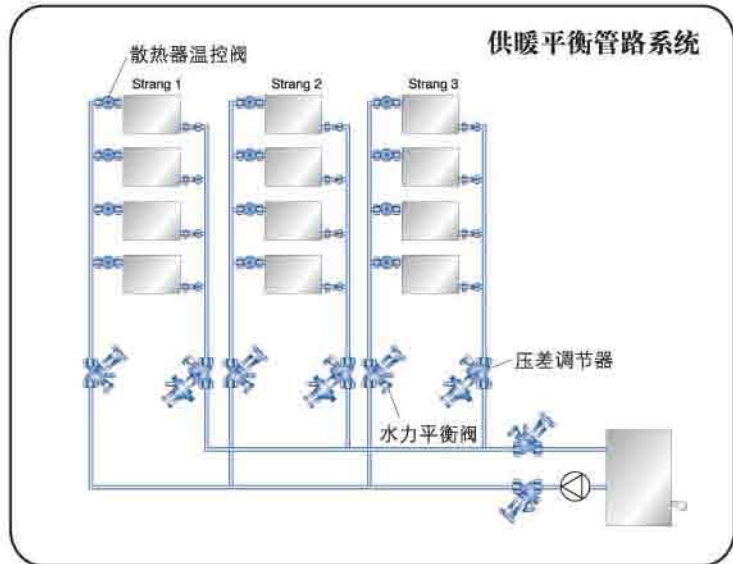 供暖平衡管路系统
散热器温控阀
Strang 1
Strang 2
Strang 3
压差调节器
水力平衡阀